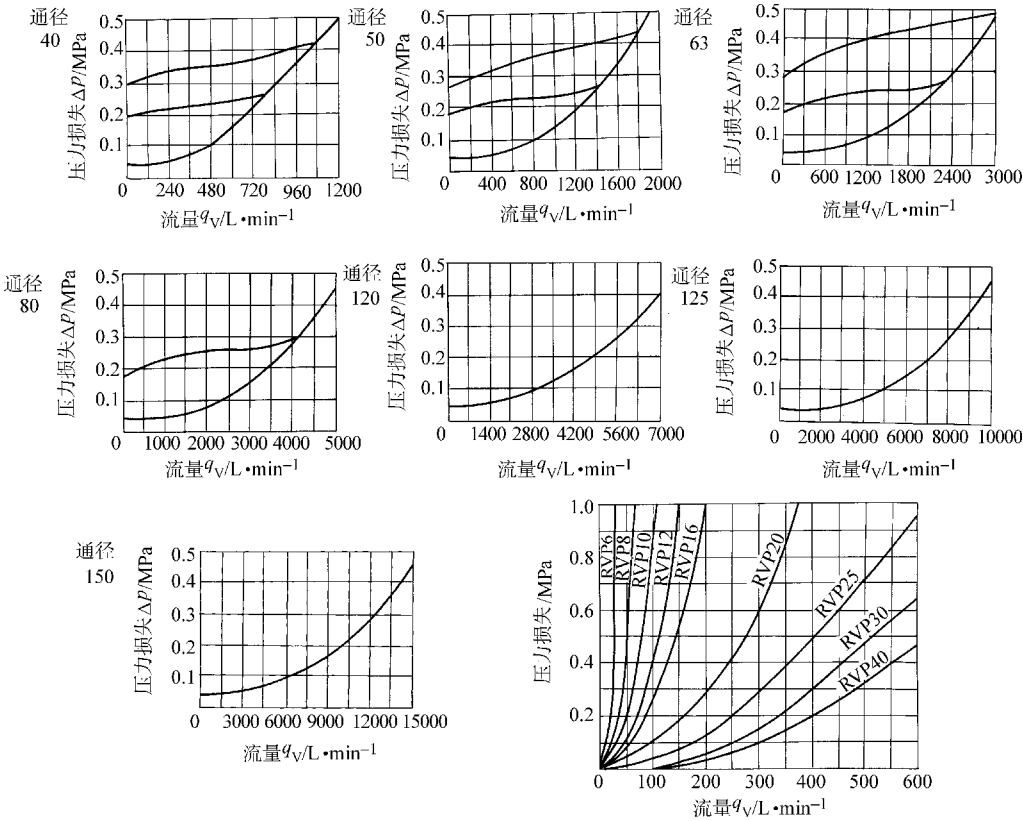 通径
40
压力损失Δp/MPa
0.5
0.4
0.3
0.2
0.1
0 240 480 720 960 1200
流量qV/L•min−1
通径
50
压力损失Δp/MPa
0.5
0.4
0.3
0.2
0.1
0 400 800 1200 1600 2000
流量qV/L•min−1
通径
63
压力损失Δp/MPa
0.5
0.4
0.3
0.2
0.1
0 600 1200 1800 2400 3000
流量qV/L•min−1
通径
80
压力损失Δp/MPa
0.5
0.4
0.3
0.2
0.1
0 1000 2000 3000 4000 5000
流量qV/L•min−1
通径
120
压力损失Δp/MPa
0.5
0.4
0.3
0.2
0.1
0 1400 2800 4200 5600 7000
流量qV/L•min−1
通径
125
压力损失Δp/MPa
0.5
0.4
0.3
0.2
0.1
0 2000 4000 6000 8000 10000
流量qV/L•min−1
通径
150
压力损失Δp/MPa
0.5
0.4
0.3
0.2
0.1
0 3000 6000 9000 12000 15000
流量qV/L•min−1
压力损失/MPa
1.0
0.8
0.6
0.4
0.2
RVP6
RVP8
RVP10
RVP12
RVP16
RVP20
RVP25
RVP30
RVP40
0 100 200 300 400 500 600
流量qV/L•min−1